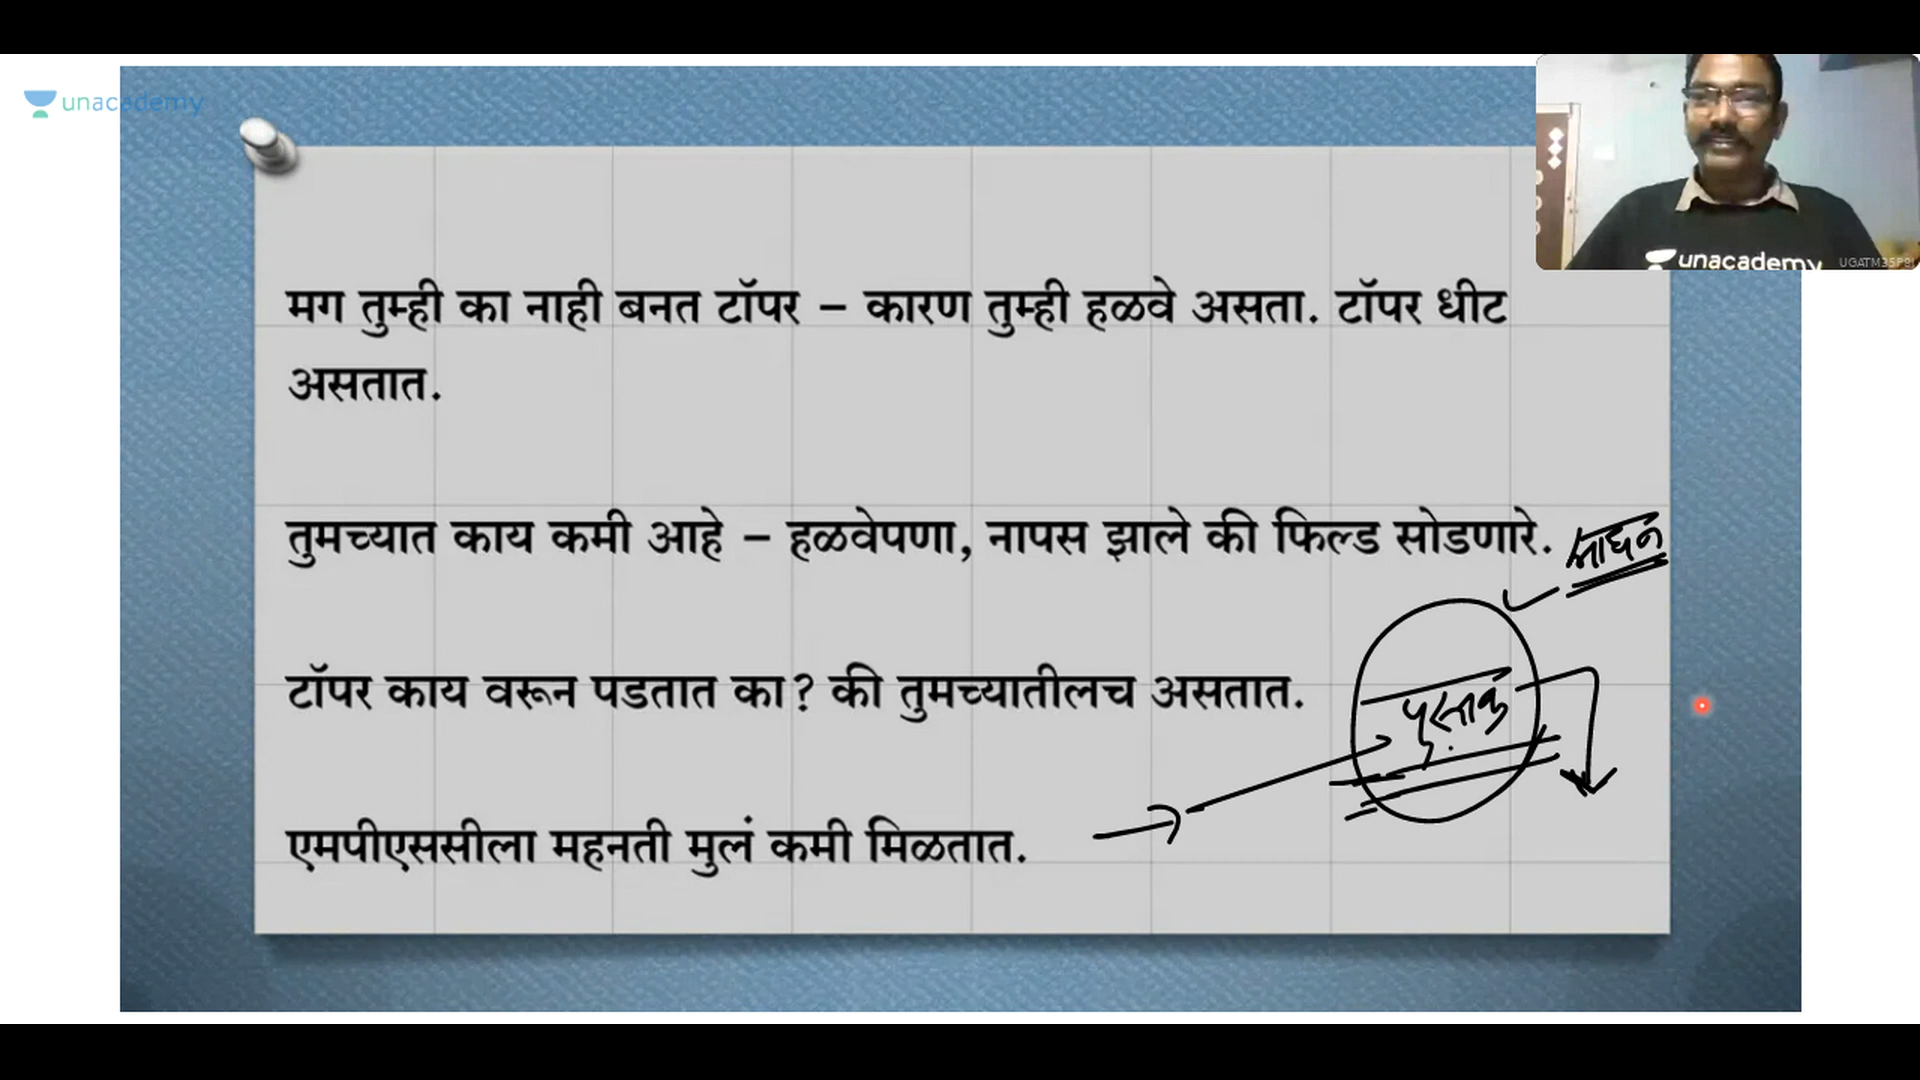 unacademy
unacademy
मग तुम्ही का नाही बनत टॉपर – कारण तुम्ही हळवे असता. टॉपर धीट
असतात.
तुमच्यात काय कमी आहे – हळवेपणा, नापस झाले की फिल्ड सोडणारे.
साधन
टॉपर काय वरून पडतात का? की तुमच्यातीलच असतात.
पुस्तक
एमपीएससीला महनती मुलं कमी मिळतात.